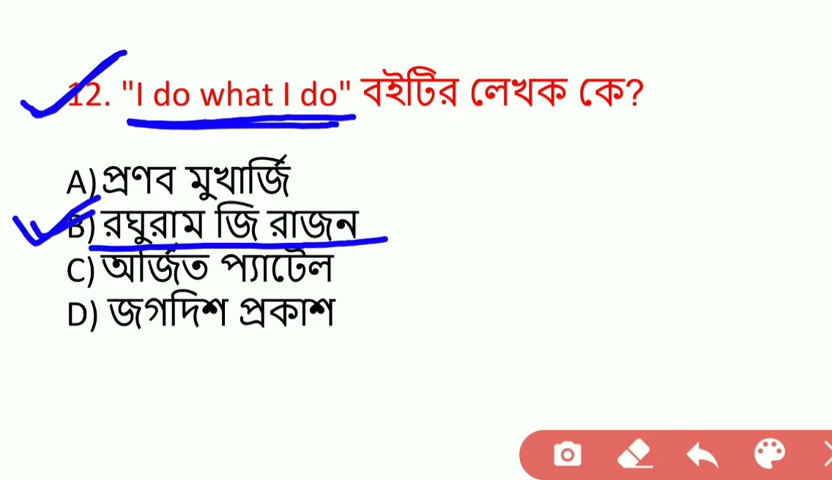 12. "I do what I do" বইটির লেখক কে?
A) প্রণব মুখার্জি
B) রঘুরাম জি রাজন
C) অর্জিত প্যাটেল
D) জগদিশ প্রকাশ